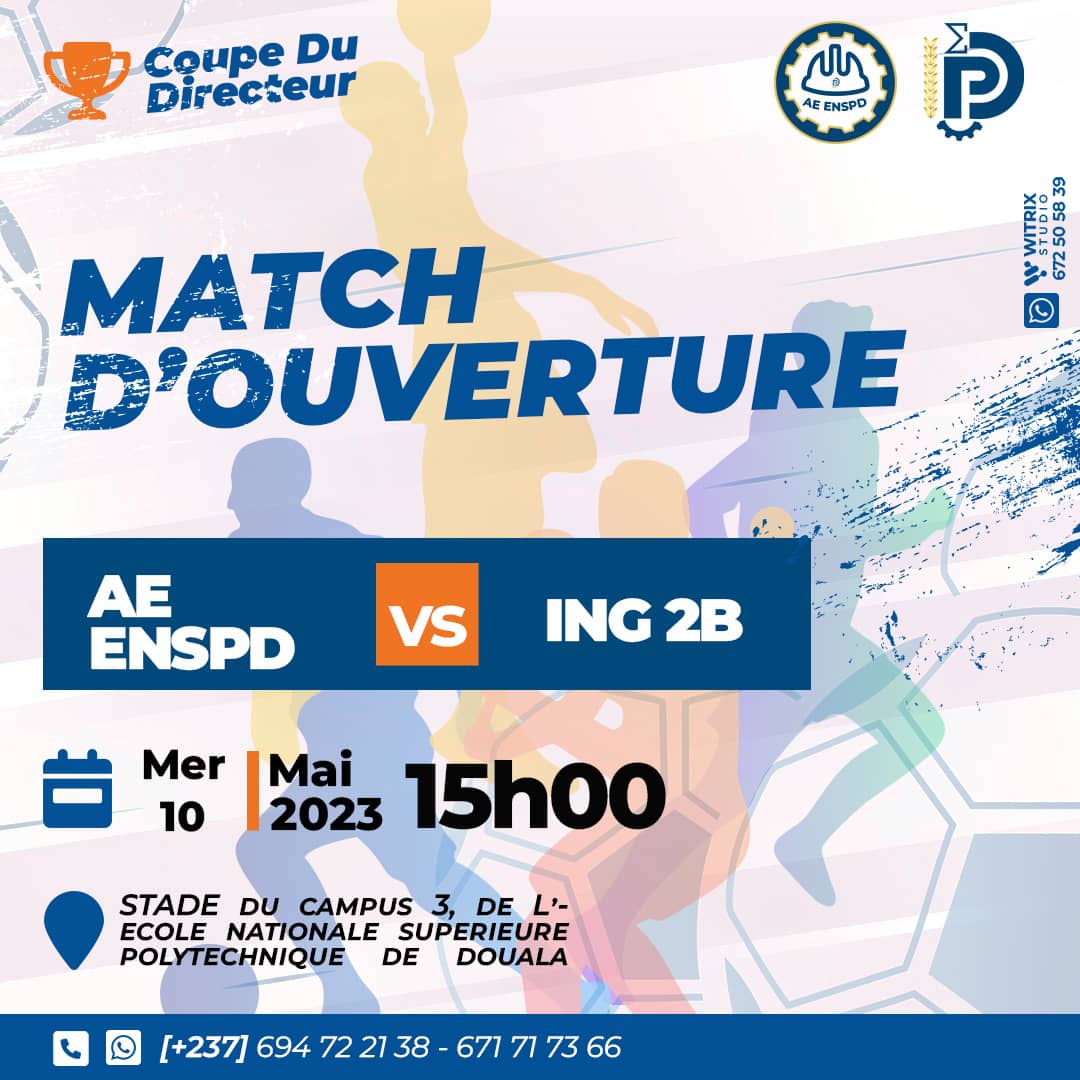 Coupe Du
Directeur
AE ENSPD
WITRIX
STUDIO
672 50 58 39
MATCH
D'OUVERTURE
AE
ENSPD
VS
ING 2B
Mer
10
Mai
2023
15h00
STADE DU CAMPUS 3, DE L'-
ECOLE NATIONALE SUPERIEURE
POLYTECHNIQUE DE DOUALA
[+237] 694 72 21 38 - 671 71 73 66